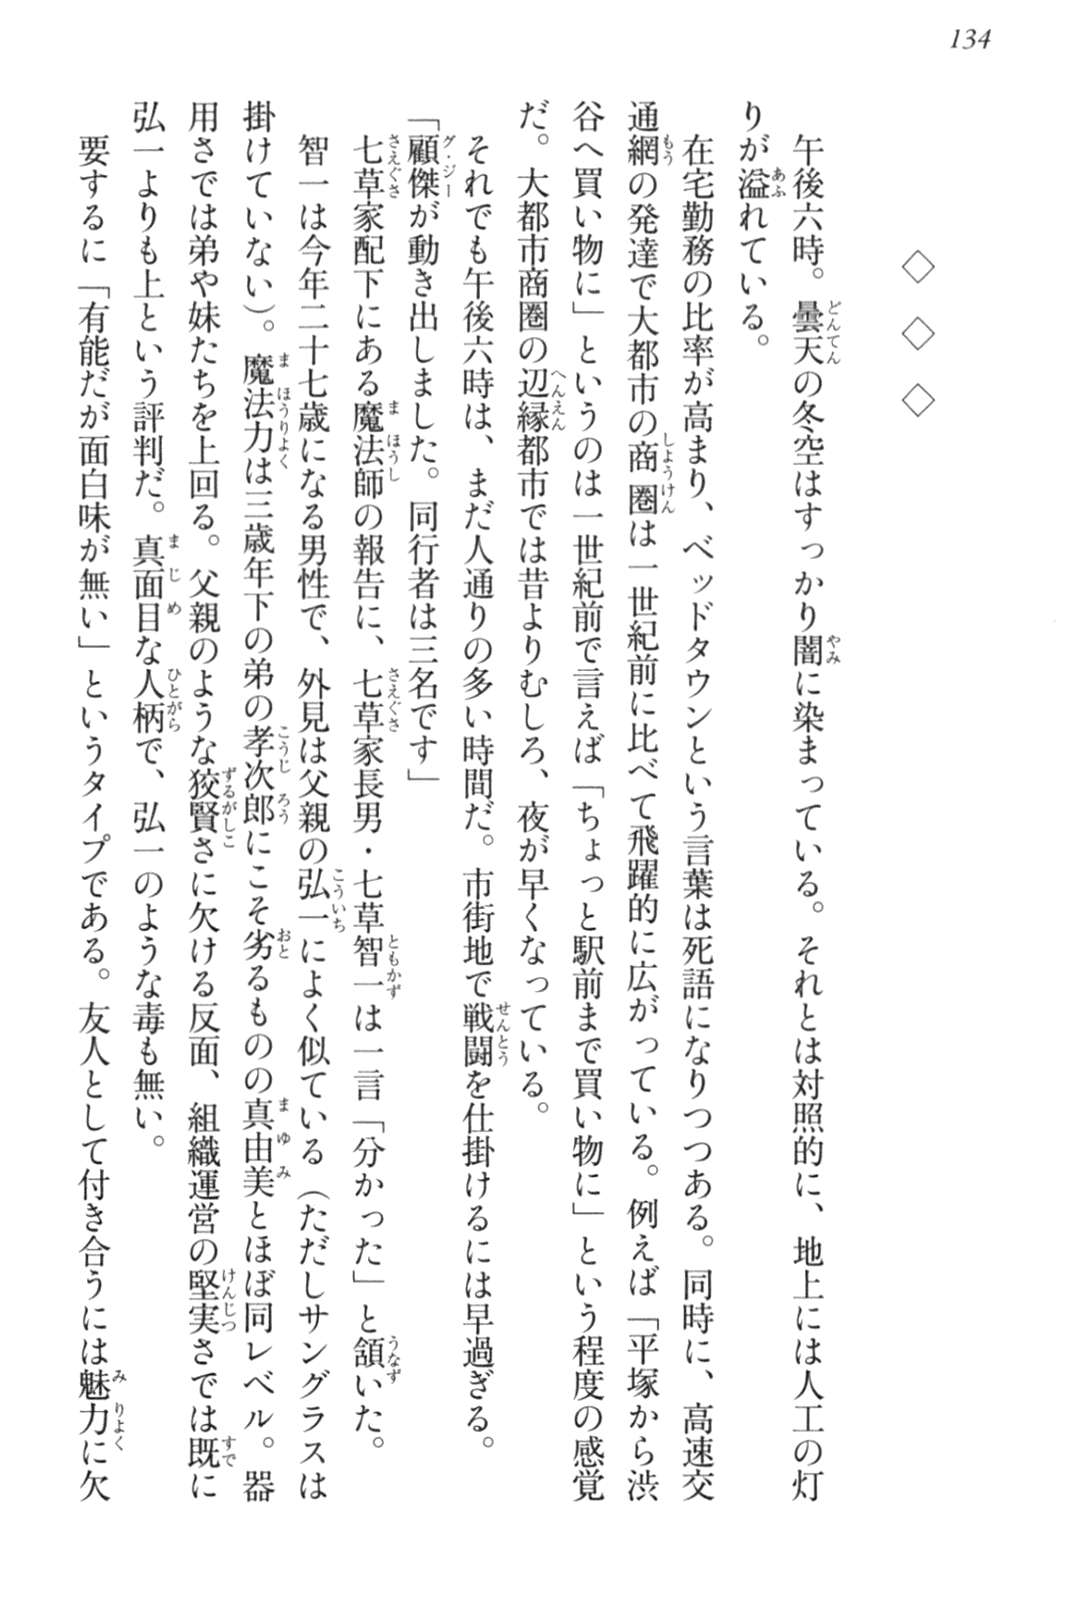 134
◇　◇　◇
　午後六時。曇天の冬空はすっかり闇に染まっている。それとは対照的に、地上には人工の灯
りが溢れている。
　在宅勤務の比率が高まり、ベッドタウンという言葉は死語になりつつある。同時に、高速交
通網の発達で大都市の商圏は一世紀前に比べて飛躍的に広がっている。例えば「平塚から渋
谷へ買い物に」というのは一世紀前で言えば「ちょっと駅前まで買い物に」という程度の感覚
だ。大都市商圏の辺縁都市では昔よりむしろ、夜が早くなっている。
　それでも午後六時は、まだ人通りの多い時間だ。市街地で戦闘を仕掛けるには早過ぎる。
「顧傑が動き出しました。同行者は三名です」
　七草家配下にある魔法師の報告に、七草家長男・七草智一は一言「分かった」と頷いた。
　智一は今年二十七歳になる男性で、外見は父親の弘一によく似ている（ただしサングラスは
掛けていない）。魔法力は三歳年下の弟の孝次郎にこそ劣るものの真由美とほぼ同レベル。器
用さでは弟や妹たちを上回る。父親のような狡賢さに欠ける反面、組織運営の堅実さでは既に
弘一よりも上という評判だ。真面目な人柄で、弘一のような毒も無い。
　要するに「有能だが面白味が無い」というタイプである。友人として付き合うには魅力に欠